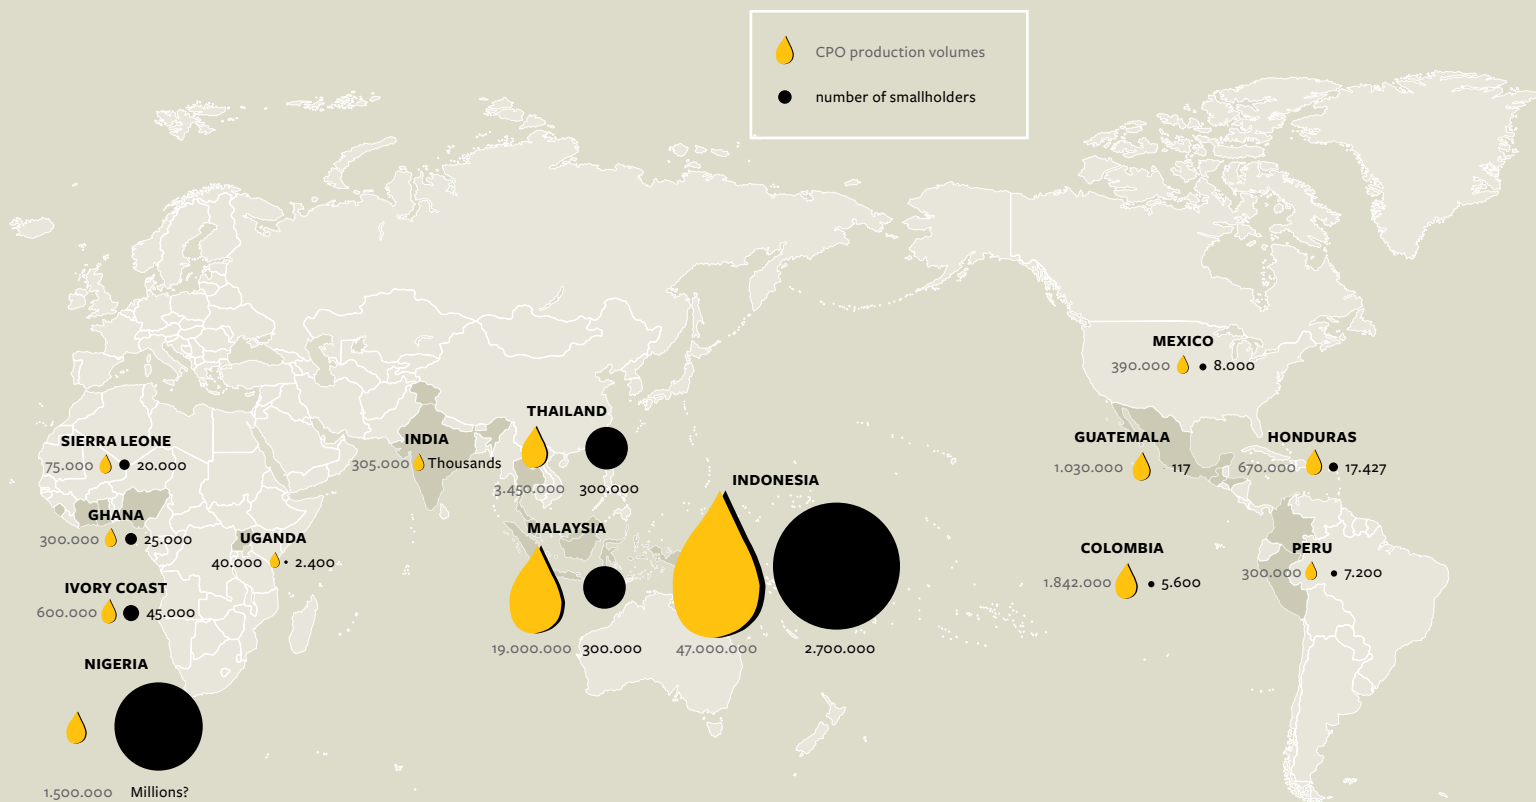 CPO production volumes
number of smallholders
MEXICO
390.000 8.000
THAILAND
3.450.000 300.000
SIERRA LEONE
75.000 20.000
INDIA
305.000 Thousands
GUATEMALA
1.030.000 117
HONDURAS
670.000 17.427
INDONESIA
47.000.000 2.700.000
GHANA
300.000 25.000
UGANDA
40.000 2.400
MALAYSIA
19.000.000 300.000
COLOMBIA
1.842.000 5.600
PERU
300.000 7.200
IVORY COAST
600.000 45.000
NIGERIA
1.500.000 Millions?